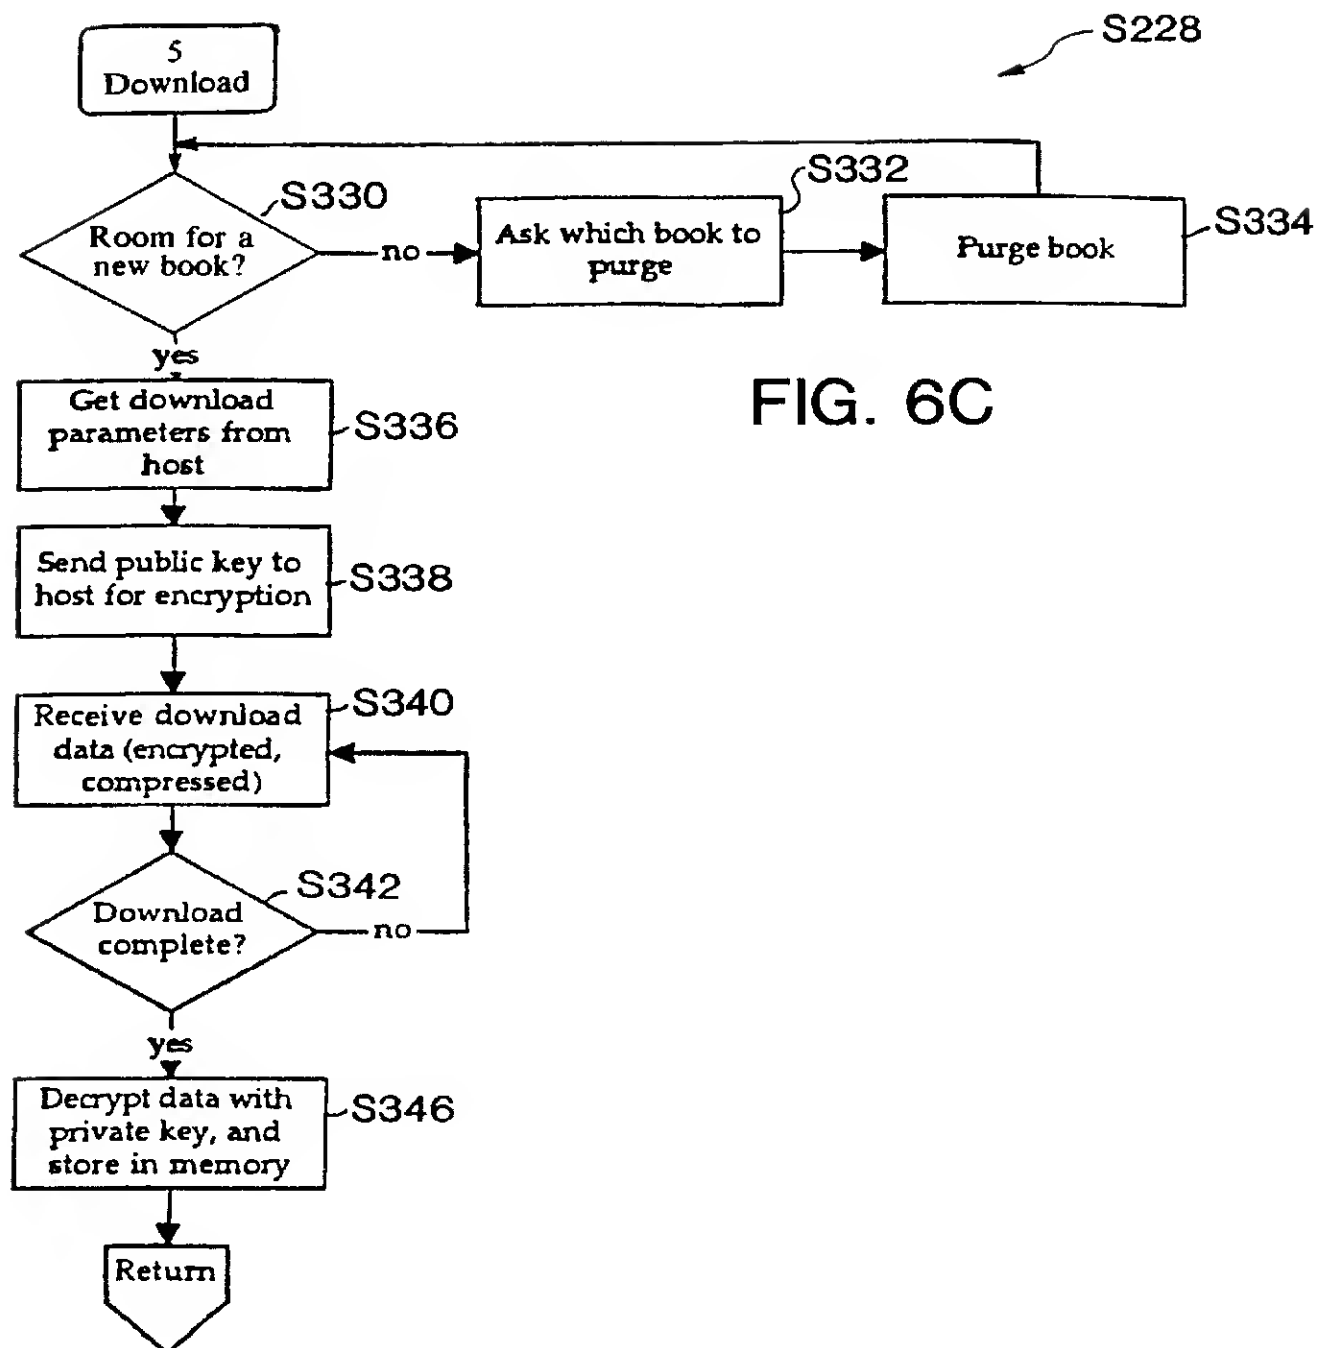 S228
5
Download
S330
S332
S334
Room for a
new book?
no
Ask which book to
purge
Purge book
yes
FIG. 6C
Get download
parameters from
host
S336
Send public key to
host for encryption
S338
S340
Receive download
data (encrypted,
compressed)
S342
Download
complete?
no
yes
Decrypt data with
private key, and
store in memory
S346
Return